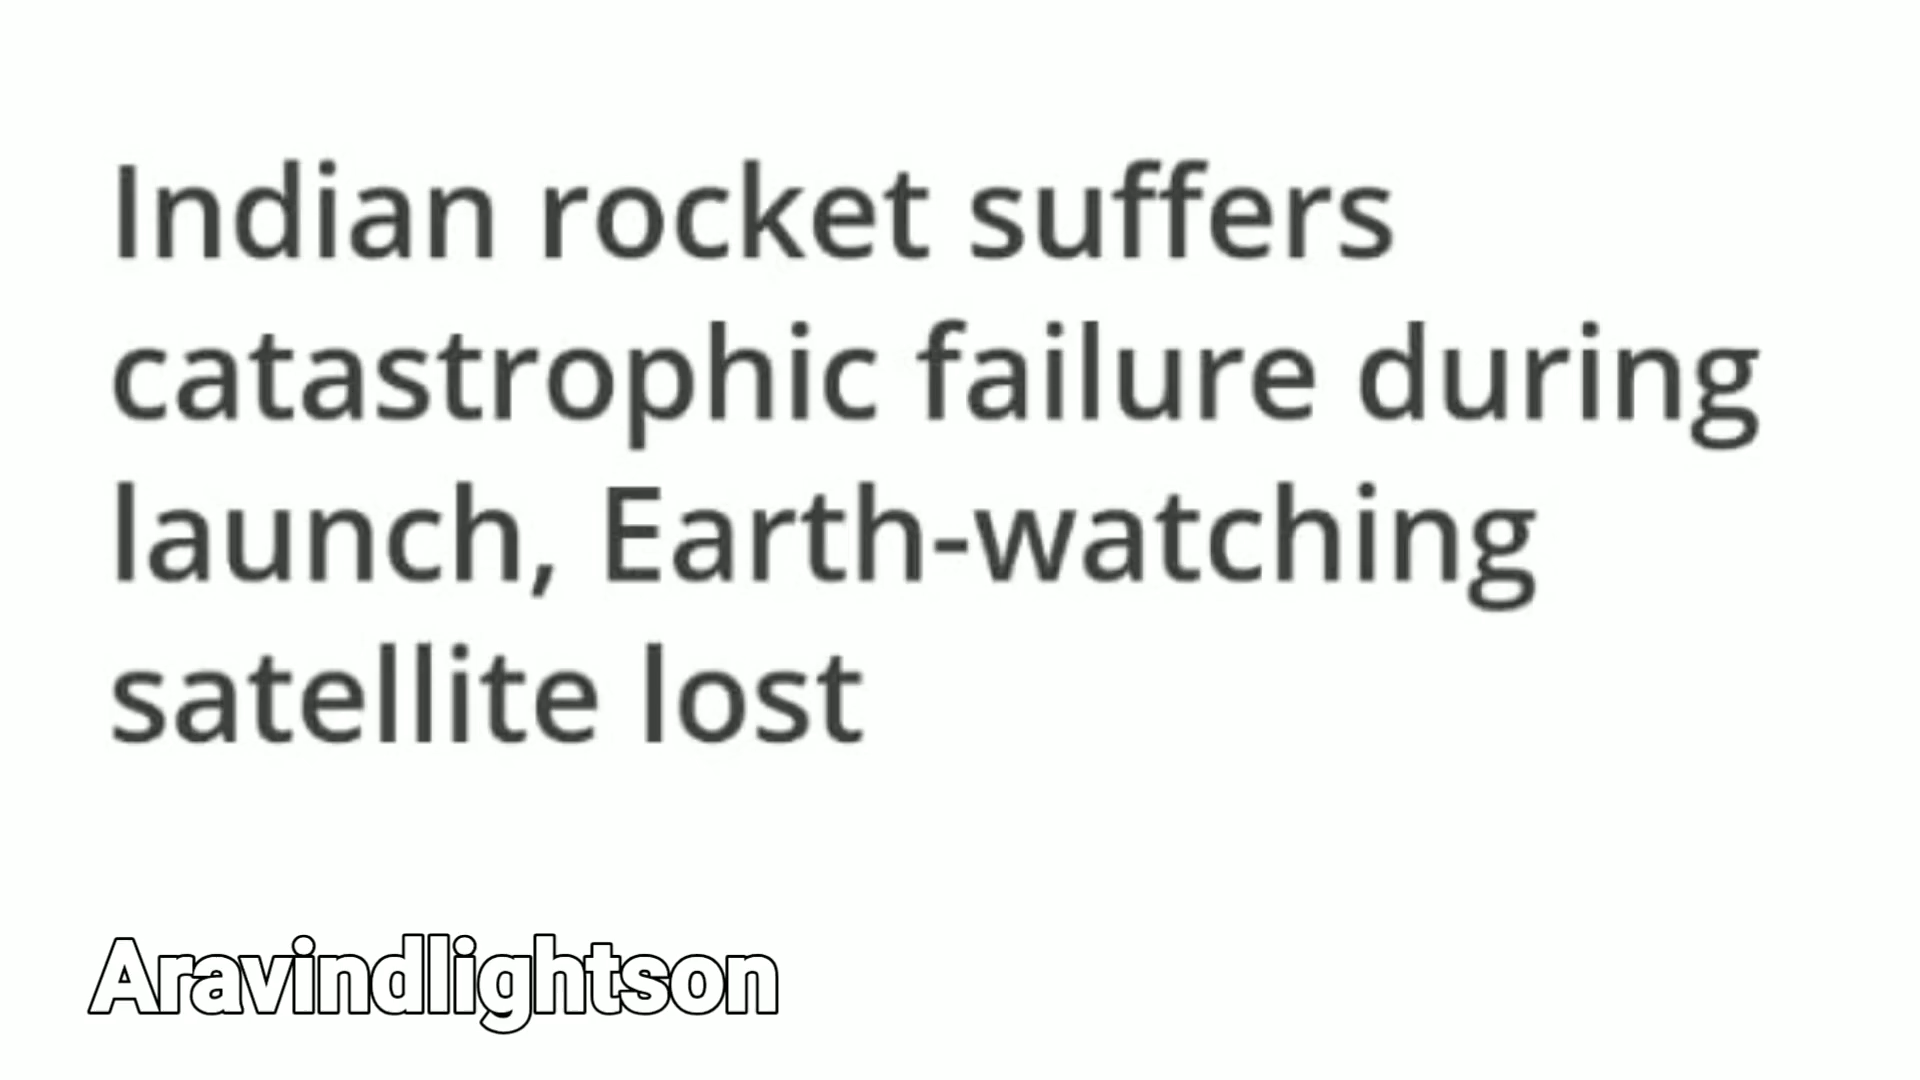 Indian rocket suffers
catastrophic failure during
launch, Earth-watching
satellite lost
Aravindlightson